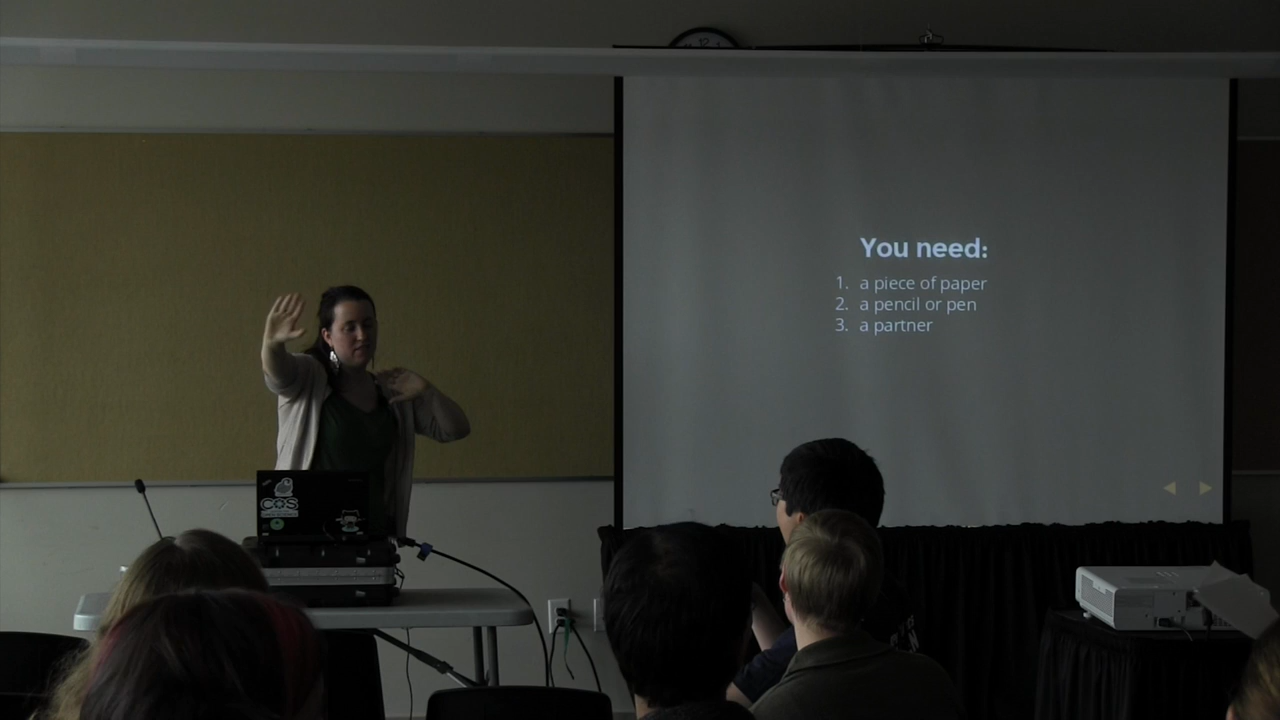 You need:
1. a piece of paper
2. a pencil or pen
3. a partner
COS